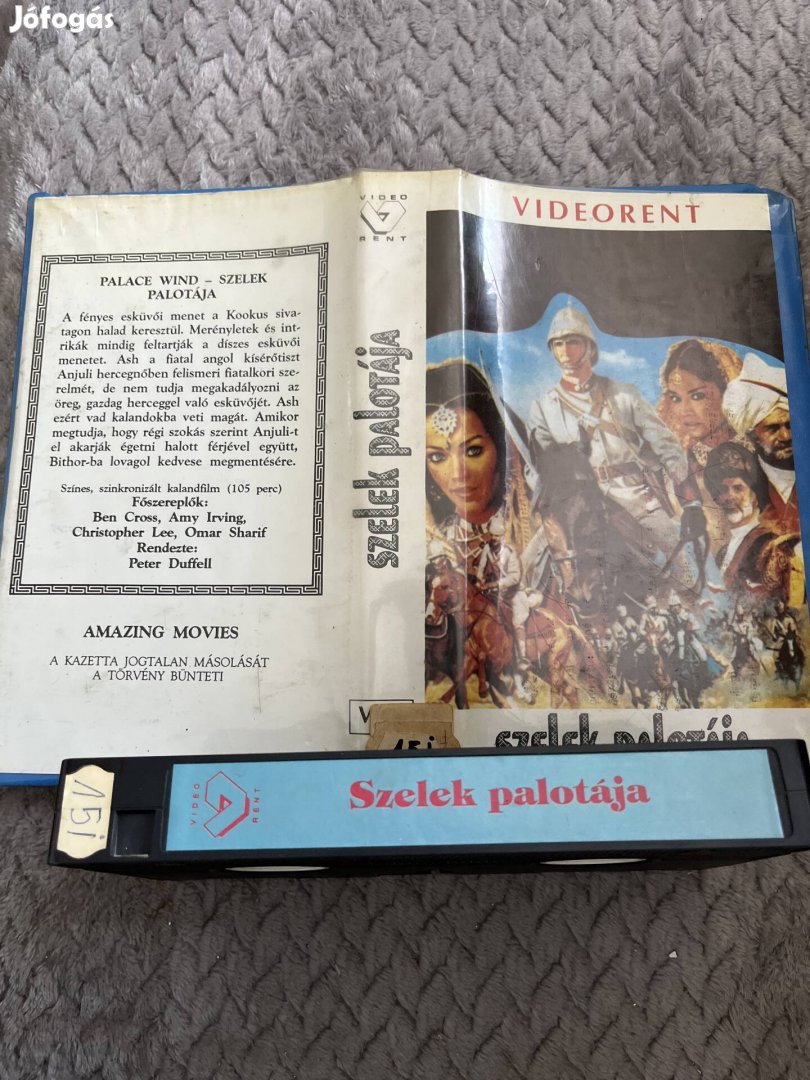 Jófogás
PALACE WIND – SZELEK
PALOTÁJA
A fényes esküvői menet a Kookus siva-
tagon halad keresztül. Merényletek és int-
rikák mindig feltartják a díszes esküvői
menetet. Ash a fiatal angol kísérőtiszt
Anjuli hercegnőben felismeri fiatalkori sze-
relmét, de nem tudja megakadályozni az
öreg, gazdag herceggel való esküvőjét. Ash
ezért vad kalandokba veti magát. Amikor
megtudja, hogy régi szokás szerint Anjuli-t
el akarják égetni halott férjével együtt,
Bithor-ba lovagol kedvese megmentésére.
Színes, szinkronizált kalandfilm (105 perc)
Főszereplők:
Ben Cross, Amy Irving,
Christopher Lee, Omar Sharif
Rendezte:
Peter Duffell
AMAZING MOVIES
A KAZETTA JOGTALAN MÁSOLÁSÁT
A TÖRVÉNY BÜNTETI
VIDEO
RENT
szelek palotája
V
151
VIDEORENT
szelek palotája
151
VIDEO
RENT
Szelek palotája